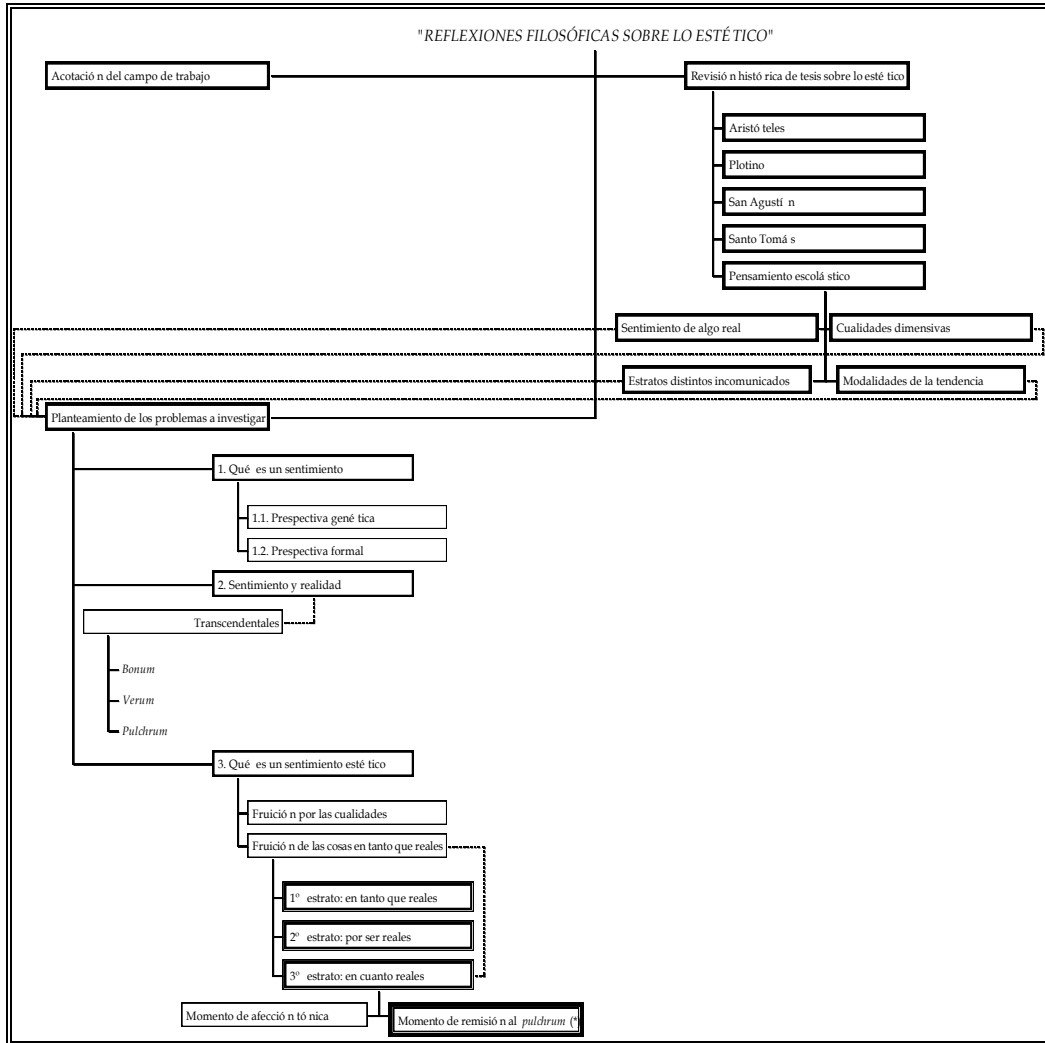 "REFLEXIONES FILOSÓFICAS SOBRE LO ESTÉTICO"
Acotación del campo de trabajo
Revisión histórica de tesis sobre lo estético
Aristóteles
Plotino
San Agustín
Santo Tomás
Pensamiento escolástico
Sentimiento de algo real
Cualidades dimensivas
Estratos distintos incomunicados
Modalidades de la tendencia
Planteamiento de los problemas a investigar
1. Qué es un sentimiento
1.1. Prespectiva genética
1.2. Prespectiva formal
2. Sentimiento y realidad
Transcendentales
Bonum
Verum
Pulchrum
3. Qué es un sentimiento estético
Fruición por las cualidades
Fruición de las cosas en tanto que reales
1º estrato: en tanto que reales
2º estrato: por ser reales
3º estrato: en cuanto reales
Momento de afección tónica
Momento de remisión al pulchrum (*)